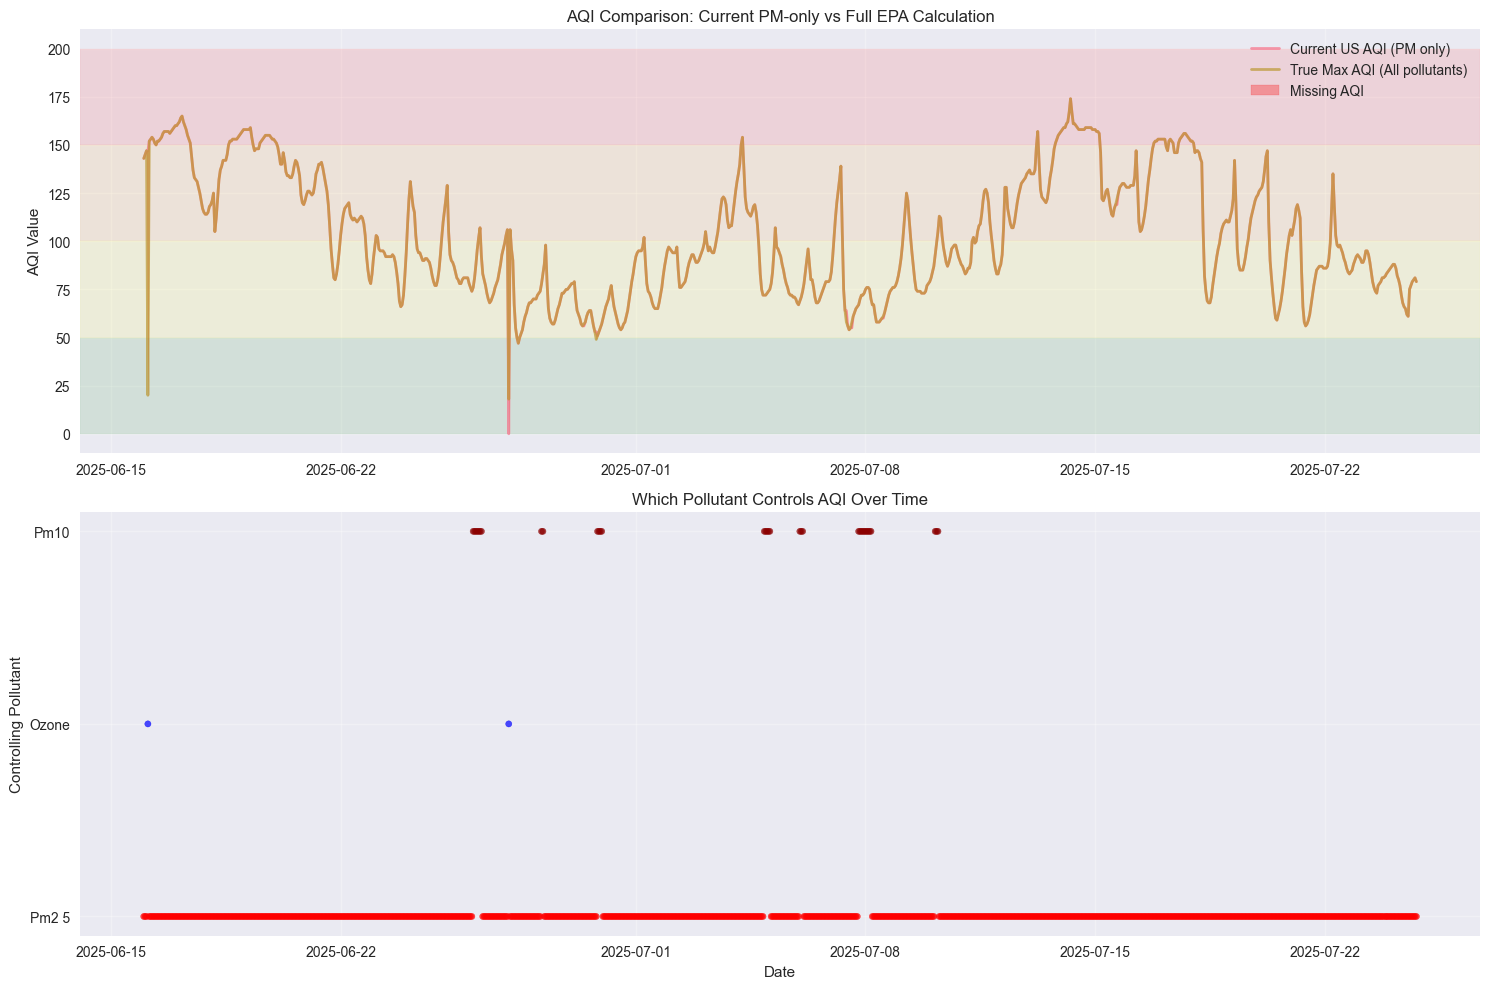 AQI Comparison: Current PM-only vs Full EPA Calculation
Current US AQI (PM only)
True Max AQI (All pollutants)
Missing AQI
AQI Value
200
175
150
125
100
75
50
25
0
2025-06-15
2025-06-22
2025-07-01
2025-07-08
2025-07-15
2025-07-22
Which Pollutant Controls AQI Over Time
Controlling Pollutant
Pm10
Ozone
Pm2 5
2025-06-15
2025-06-22
2025-07-01
2025-07-08
2025-07-15
2025-07-22
Date